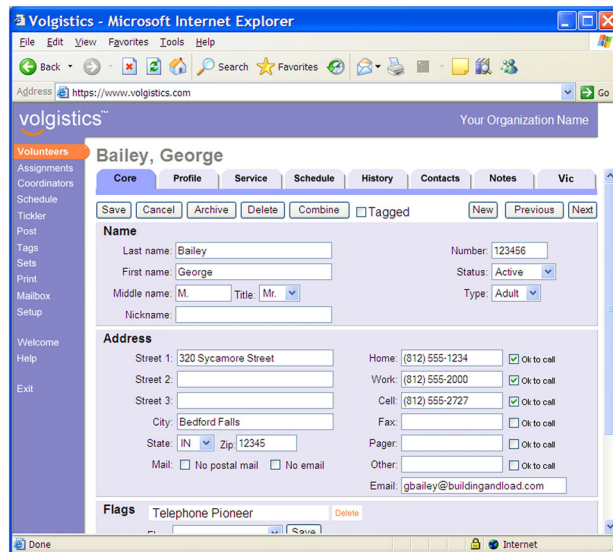 Volgistics - Microsoft Internet Explorer
File Edit View Favorites Tools Help
Back Search Favorites
Address https://www.volgistics.com Go
volgistics™ Your Organization Name
Volunteers
Assignments
Coordinators
Schedule
Tickler
Post
Tags
Sets
Print
Mailbox
Setup
Welcome
Help
Exit
Bailey, George
Core Profile Service Schedule History Contacts Notes Vic
Save Cancel Archive Delete Combine Tagged New Previous Next
Name
Last name: Bailey Number: 123456
First name: George Status: Active
Middle name: M. Title: Mr. Type: Adult
Nickname:
Address
Street 1: 320 Sycamore Street Home: (812) 555-1234 Ok to call
Street 2: Work: (812) 555-2000 Ok to call
Street 3: Cell: (812) 555-2727 Ok to call
City: Bedford Falls Fax: Ok to call
State: IN Zip: 12345 Pager: Ok to call
Mail: No postal mail No email Other: Ok to call
Email: gbailey@buildingandload.com
Flags Telephone Pioneer Delete
Save
Done Internet